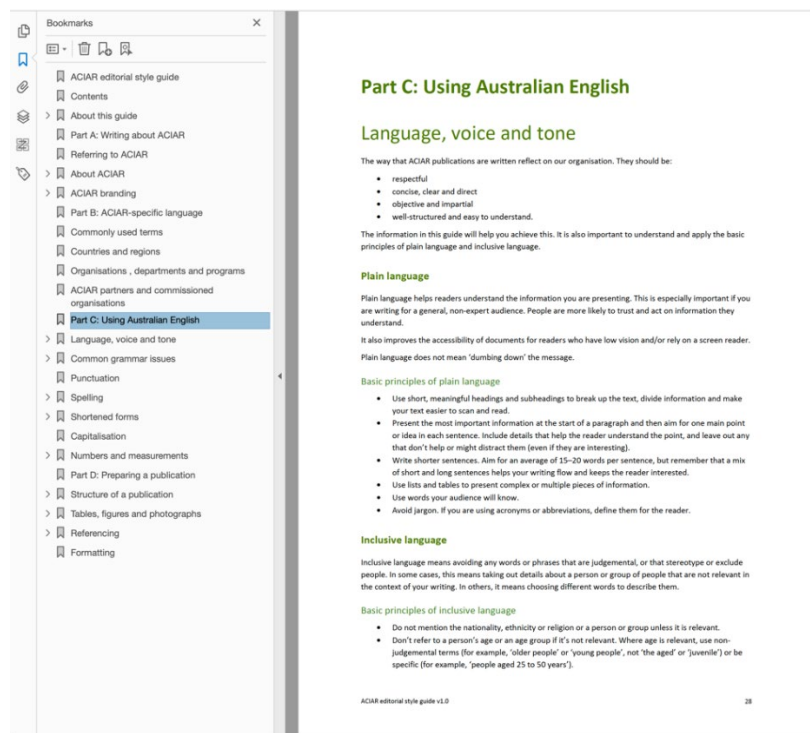 Bookmarks
ACIAR editorial style guide
Contents
About this guide
Part A: Writing about ACIAR
Referring to ACIAR
About ACIAR
ACIAR branding
Part B: ACIAR-specific language
Commonly used terms
Countries and regions
Organisations , departments and programs
ACIAR partners and commissioned
organisations
Part C: Using Australian English
Language, voice and tone
Common grammar issues
Punctuation
Spelling
Shortened forms
Capitalisation
Numbers and measurements
Part D: Preparing a publication
Structure of a publication
Tables, figures and photographs
Referencing
Formatting
Part C: Using Australian English
Language, voice and tone
The way that ACIAR publications are written reflect on our organisation. They should be:
• respectful
• concise, clear and direct
• objective and impartial
• well-structured and easy to understand.
The information in this guide will help you achieve this. It is also important to understand and apply the basic
principles of plain language and inclusive language.
Plain language
Plain language helps readers understand the information you are presenting. This is especially important if you
are writing for a general, non-expert audience. People are more likely to trust and act on information they
understand.
It also improves the accessibility of documents for readers who have low vision and/or rely on a screen reader.
Plain language does not mean ‘dumbing down’ the message.
Basic principles of plain language
• Use short, meaningful headings and subheadings to break up the text, divide information and make
your text easier to scan and read.
• Present the most important information at the start of a paragraph and then aim for one main point
or idea in each sentence. Include details that help the reader understand the point, and leave out any
that don’t help or might distract them (even if they are interesting).
• Write shorter sentences. Aim for an average of 15–20 words per sentence, but remember that a mix
of short and long sentences helps your writing flow and keeps the reader interested.
• Use lists and tables to present complex or multiple pieces of information.
• Use words your audience will know.
• Avoid jargon. If you are using acronyms or abbreviations, define them for the reader.
Inclusive language
Inclusive language means avoiding any words or phrases that are judgemental, or that stereotype or exclude
people. In some cases, this means taking out details about a person or group of people that are not relevant in
the context of your writing. In others, it means choosing different words to describe them.
Basic principles of inclusive language
• Do not mention the nationality, ethnicity or religion or a person or group unless it is relevant.
• Don’t refer to a person’s age or an age group if it’s not relevant. Where age is relevant, use non-
judgemental terms (for example, ‘older people’ or ‘young people’, not ‘the aged’ or ‘juvenile’) or be
specific (for example, ‘people aged 25 to 50 years’).
ACIAR editorial style guide v1.0 28